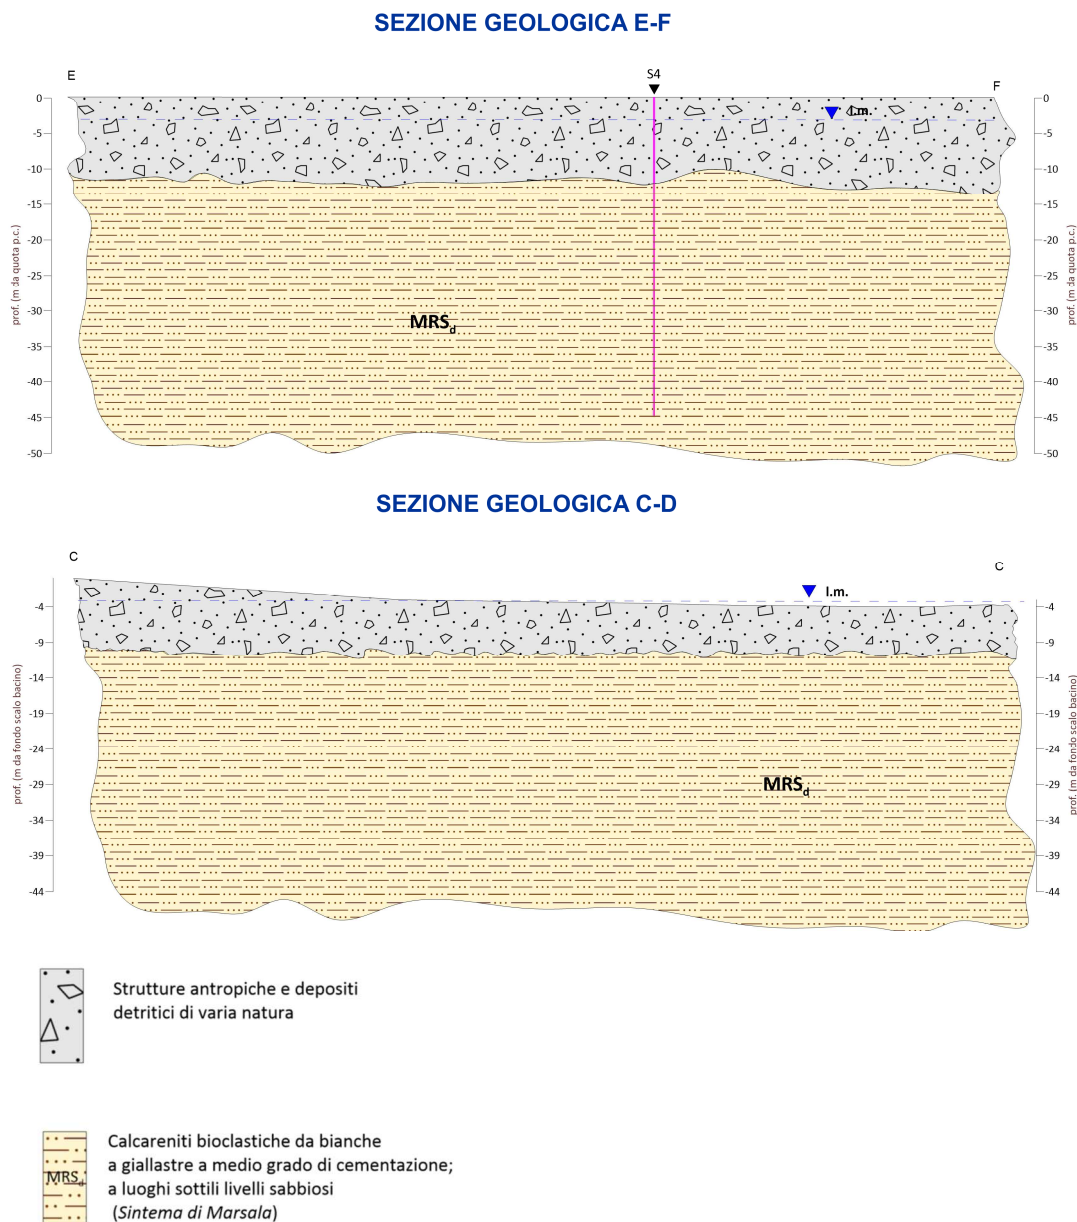 SEZIONE GEOLOGICA E-F
E
S4
F
l.m.
0
-5
-10
-15
-20
-25
-30
-35
-40
-45
-50
prof. (m da quota p.c.)
MRSd
0
-5
-10
-15
-20
-25
-30
-35
-40
-45
-50
prof. (m da quota p.c.)
SEZIONE GEOLOGICA C-D
C
C
l.m.
-4
-9
-14
-19
-24
-29
-34
-39
-44
prof. (m da fondo scalo bacino)
MRSd
-4
-9
-14
-19
-24
-29
-34
-39
-44
prof. (m da fondo scalo bacino)
Strutture antropiche e depositi
detritici di varia natura
MRSd
Calcareniti bioclastiche da bianche
a giallastre a medio grado di cementazione;
a luoghi sottili livelli sabbiosi
(Sintema di Marsala)